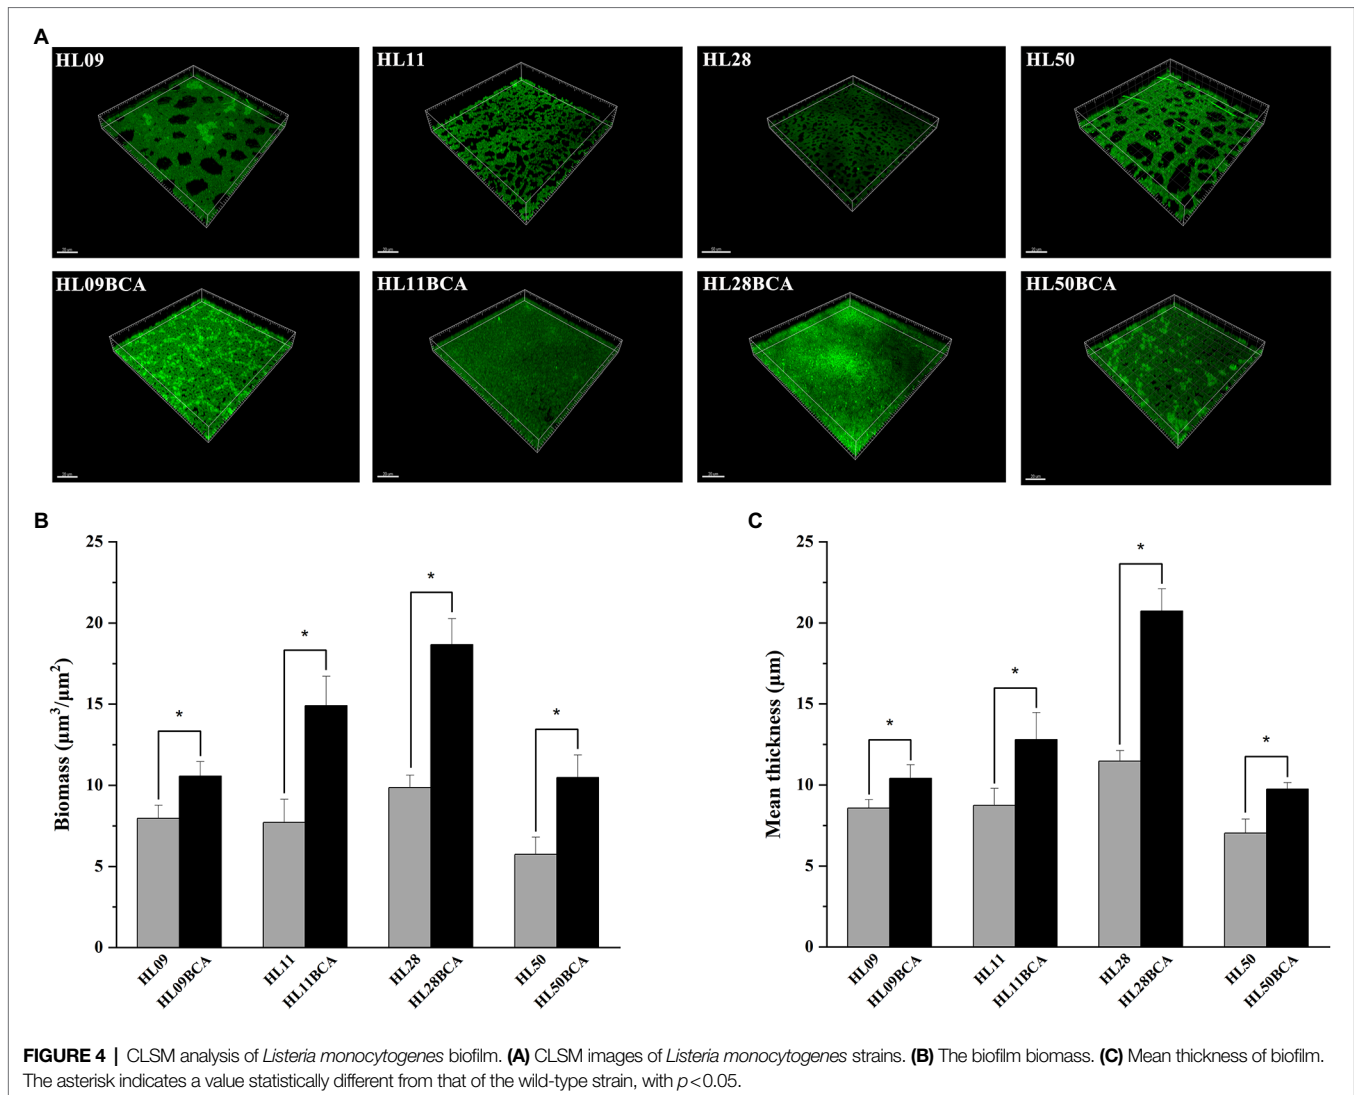 A
HL09
HL11
HL28
HL50
HL09BCA
HL11BCA
HL28BCA
HL50BCA
B
25
20
15
10
5
0
Biomass (μm³/μm²)
*
*
*
*
HL09
HL09BCA
HL11
HL11BCA
HL28
HL28BCA
HL50
HL50BCA
C
25
20
15
10
5
0
Mean thickness (μm)
*
*
*
*
HL09
HL09BCA
HL11
HL11BCA
HL28
HL28BCA
HL50
HL50BCA
FIGURE 4 | CLSM analysis of Listeria monocytogenes biofilm. (A) CLSM images of Listeria monocytogenes strains. (B) The biofilm biomass. (C) Mean thickness of biofilm.
The asterisk indicates a value statistically different from that of the wild-type strain, with p<0.05.